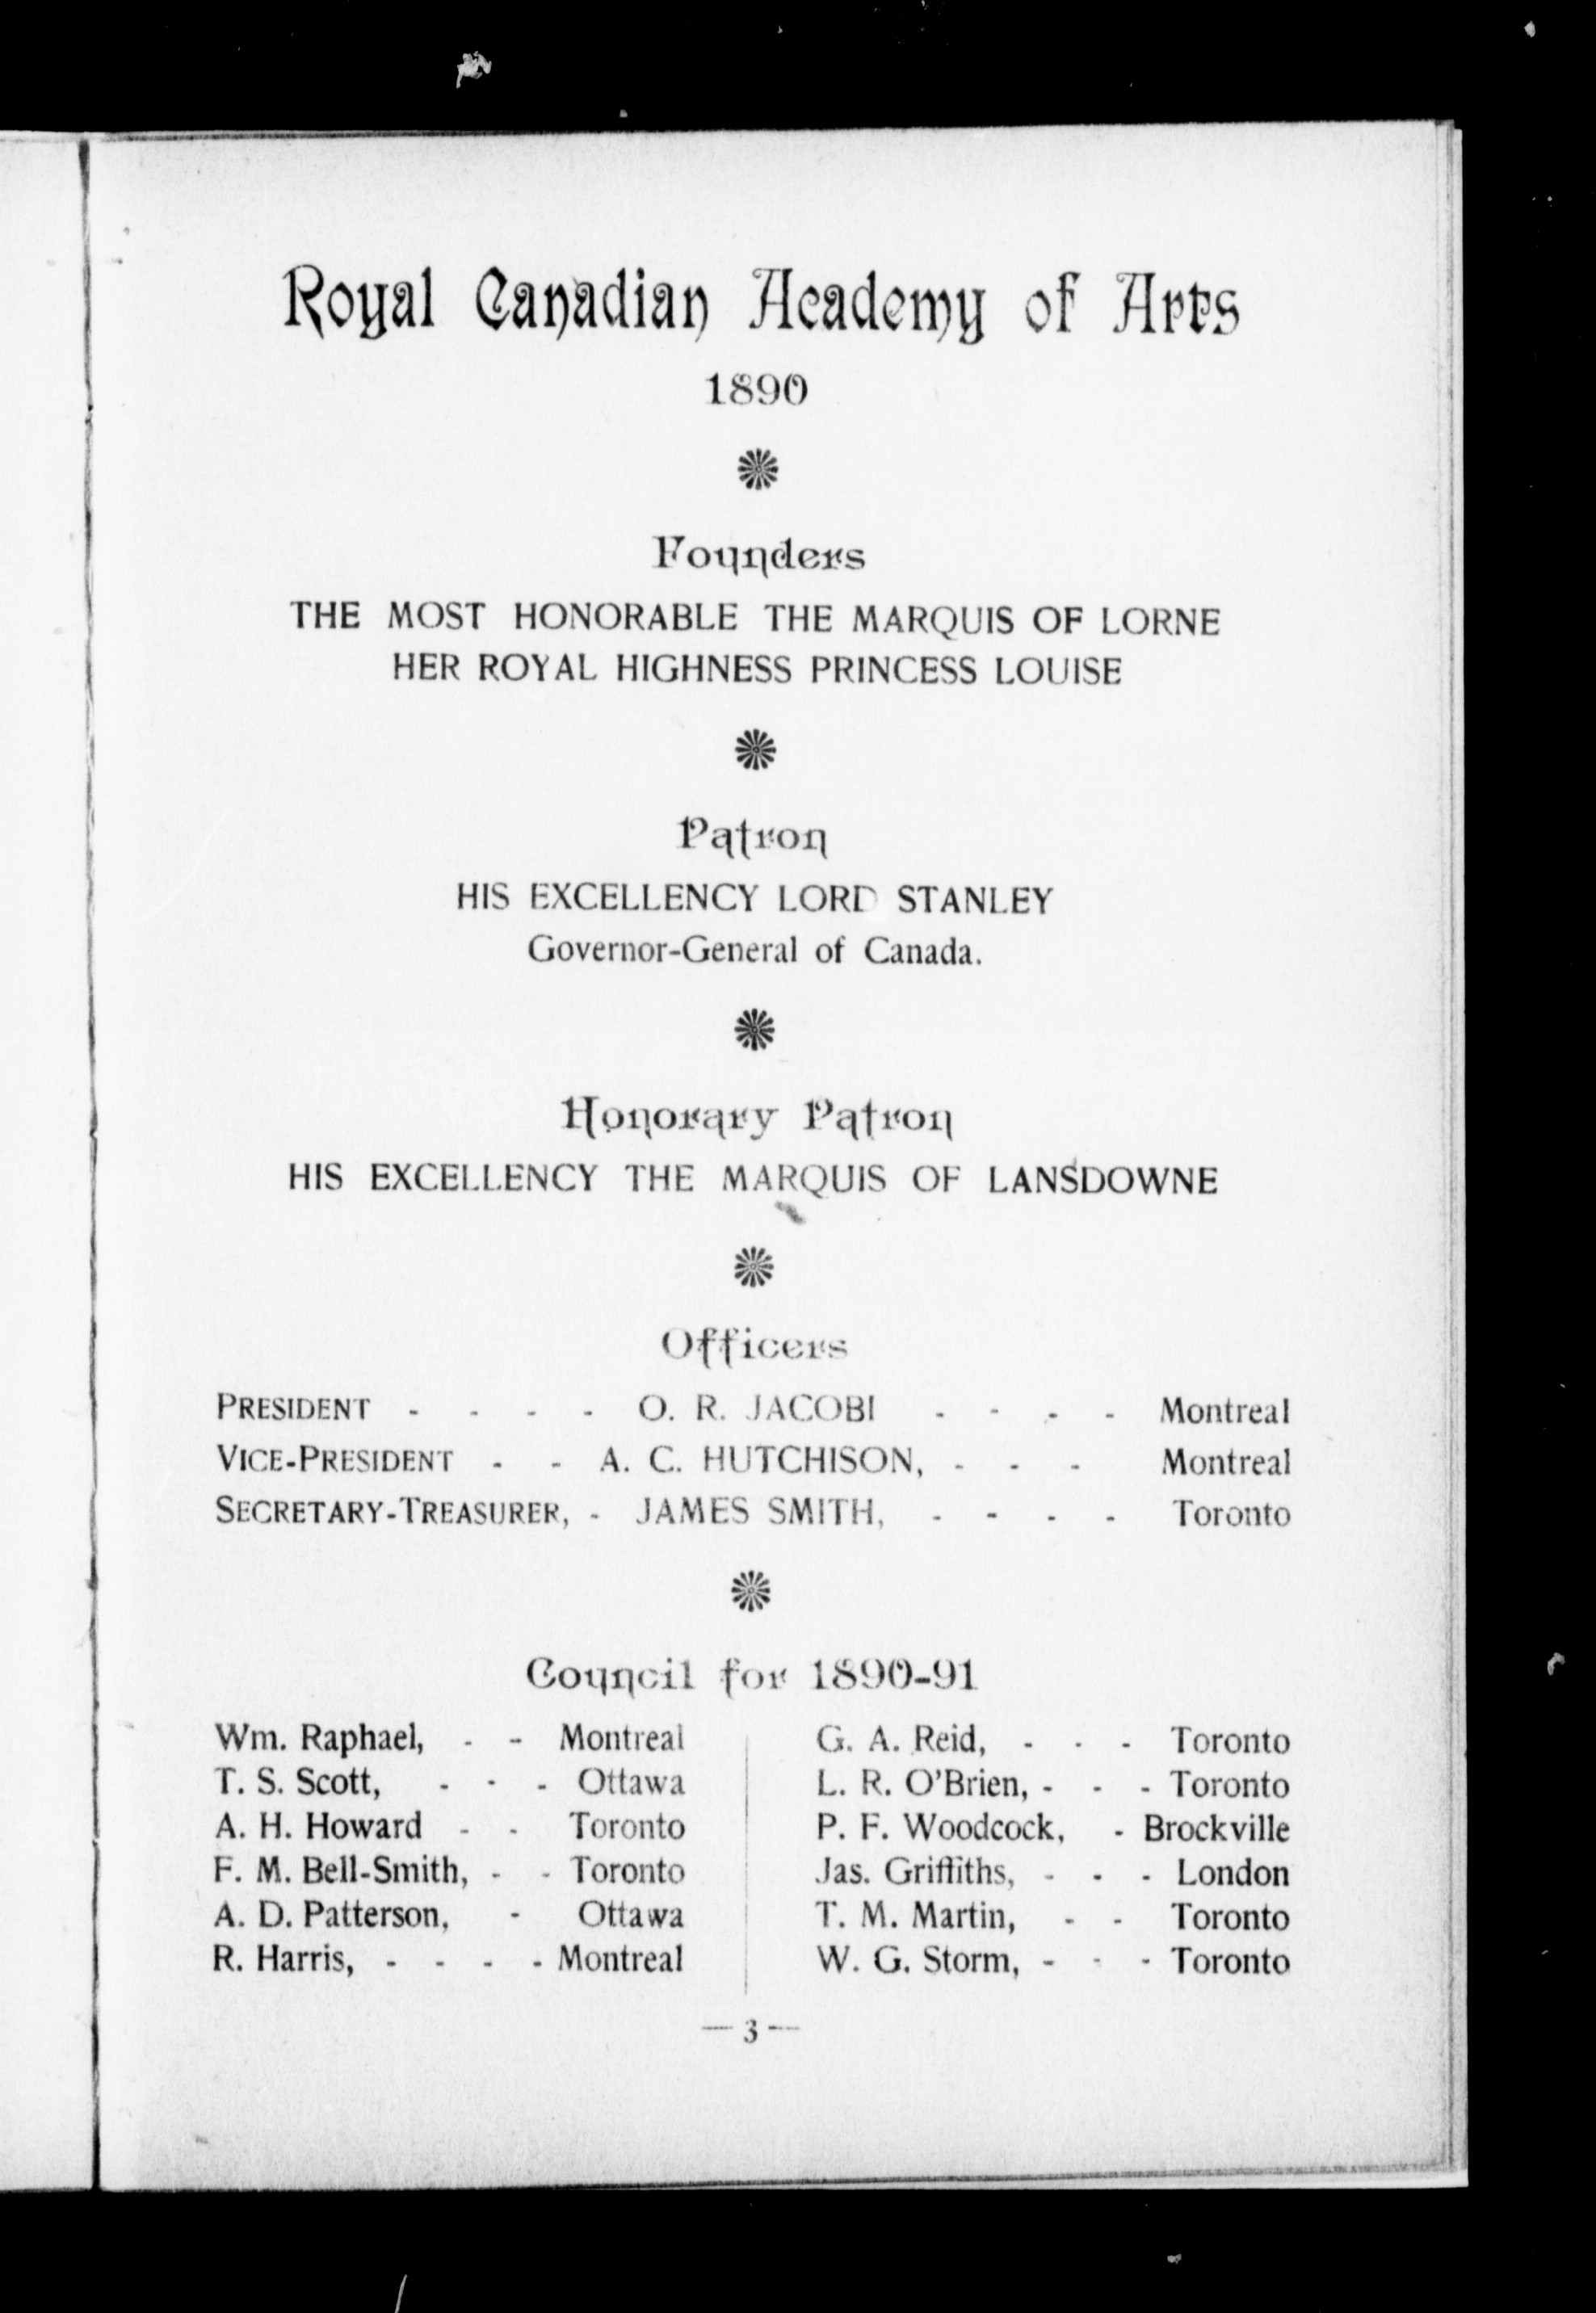 Royal Canadian Academy of Arts
1890
Founders
THE MOST HONORABLE THE MARQUIS OF LORNE
HER ROYAL HIGHNESS PRINCESS LOUISE
Patron
HIS EXCELLENCY LORD STANLEY
Governor-General of Canada.
Honorary Patron
HIS EXCELLENCY THE MARQUIS OF LANSDOWNE
Officers
PRESIDENT - - - - O. R. JACOBI - - - - Montreal
VICE-PRESIDENT - - A. C. HUTCHISON, - - - Montreal
SECRETARY-TREASURER, - JAMES SMITH, - - - - Toronto
Council for 1890-91
Wm. Raphael, - - Montreal
T. S. Scott, - - - Ottawa
A. H. Howard - - Toronto
F. M. Bell-Smith, - - Toronto
A. D. Patterson, - Ottawa
R. Harris, - - - - Montreal
G. A. Reid, - - - Toronto
L. R. O'Brien, - - - Toronto
P. F. Woodcock, - Brockville
Jas. Griffiths, - - - London
T. M. Martin, - - Toronto
W. G. Storm, - - - Toronto
— 3 —